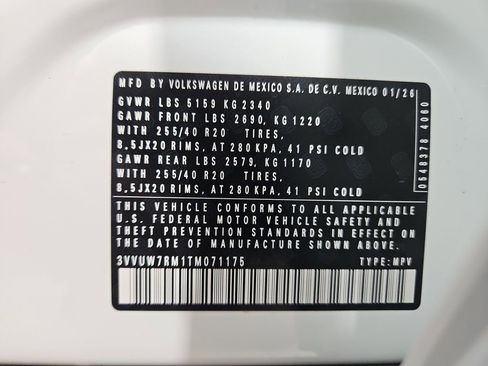 MFD BY VOLKSWAGEN DE MEXICO S.A. DE C.V. MEXICO 01/26
GVWR LBS 5159 KG 2340
GAWR FRONT LBS 2690, KG 1220
WITH 255/40 R20 TIRES,
8,5JX20 RIMS, AT 280 KPA, 41 PSI COLD
GAWR REAR LBS 2579, KG 1170
WITH 255/40 R20 TIRES,
8,5JX20 RIMS, AT 280 KPA, 41 PSI COLD
THIS VEHICLE CONFORMS TO ALL APPLICABLE
U.S. FEDERAL MOTOR VEHICLE SAFETY AND
THEFT PREVENTION STANDARDS IN EFFECT ON
THE DATE OF MANUFACTURE SHOWN ABOVE.
3VVUW7RM1TM071175 TYPE: MPV
0548378 4060